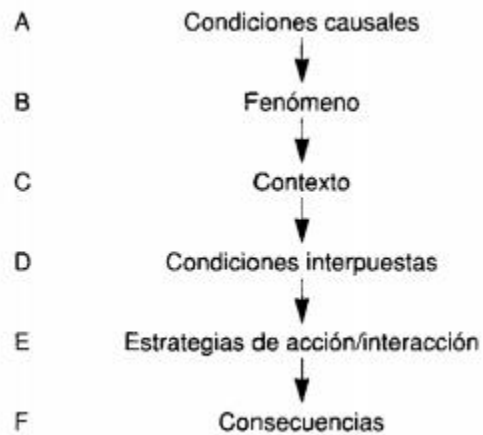 A Condiciones causales
B Fenómeno
C Contexto
D Condiciones interpuestas
E Estrategias de acción/interacción
F Consecuencias